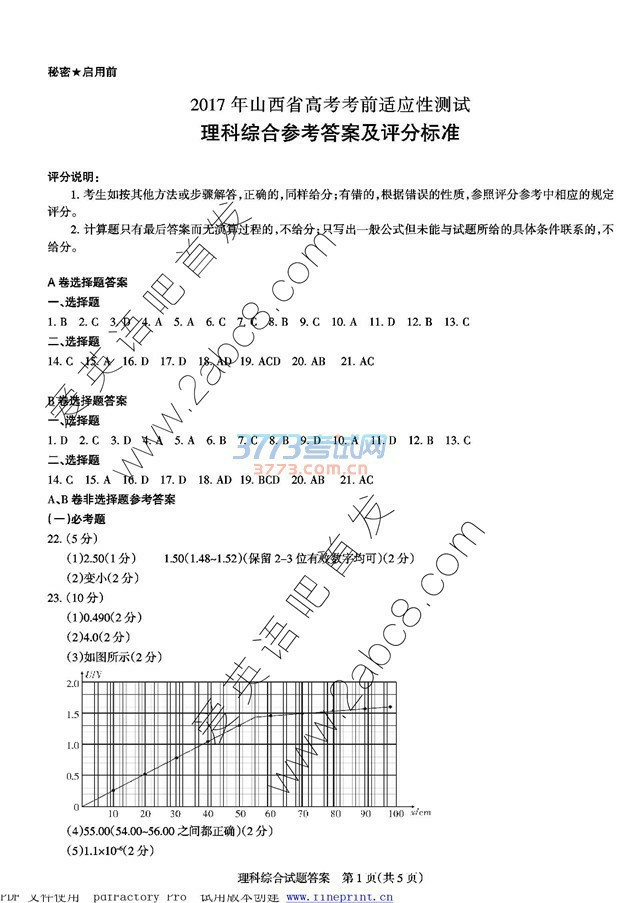 秘密★启用前
2017年山西省高考考前适应性测试
理科综合参考答案及评分标准
评分说明:
1. 考生如按其他方法或步骤解答,正确的,同样给分;有错的,根据错误的性质,参照评分参考中相应的规定
评分。
2. 计算题只有最后答案而无演算过程的,不给分;只写出一般公式但未能与试题所给的具体条件联系的,不
给分。
A卷选择题答案
一、选择题
1. B 2. C 3. D 4. A 5. A 6. C 7. C 8. B 9. C 10. A 11. D 12. B 13. C
二、选择题
14. C 15. A 16. D 17. D 18. AD 19. ACD 20. AB 21. AC
B卷选择题答案
一、选择题
1. D 2. C 3. D 4. A 5. A 6. B 7. C 8. B 9. D 10. A 11. D 12. B 13. C
二、选择题
14. C 15. A 16. D 17. D 18. AD 19. BCD 20. AB 21. AC
A、B卷非选择题参考答案
(一)必考题
22. (5分)
(1)2.50(1分) 1.50(1.48~1.52)(保留2-3位有效数字均可)(2分)
(2)变小(2分)
23. (10分)
(1)0.490(2分)
(2)4.0(2分)
(3)如图所示(2分)
U/V
2.0
1.5
1.0
0.5
0
10 20 30 40 50 60 70 80 90 100 x/cm
(4)55.00(54.00~56.00之间都正确)(2分)
(5)1.1×10⁻⁶(2分)
理科综合试题答案 第1页(共5页)
PDF 文件使用 "pdfFactory Pro" 试用版本创建 www.fineprint.cn
爱英语吧首发
www.2abc8.com
3773考试网
3773.com.cn
爱英语吧首发
www.2abc8.com